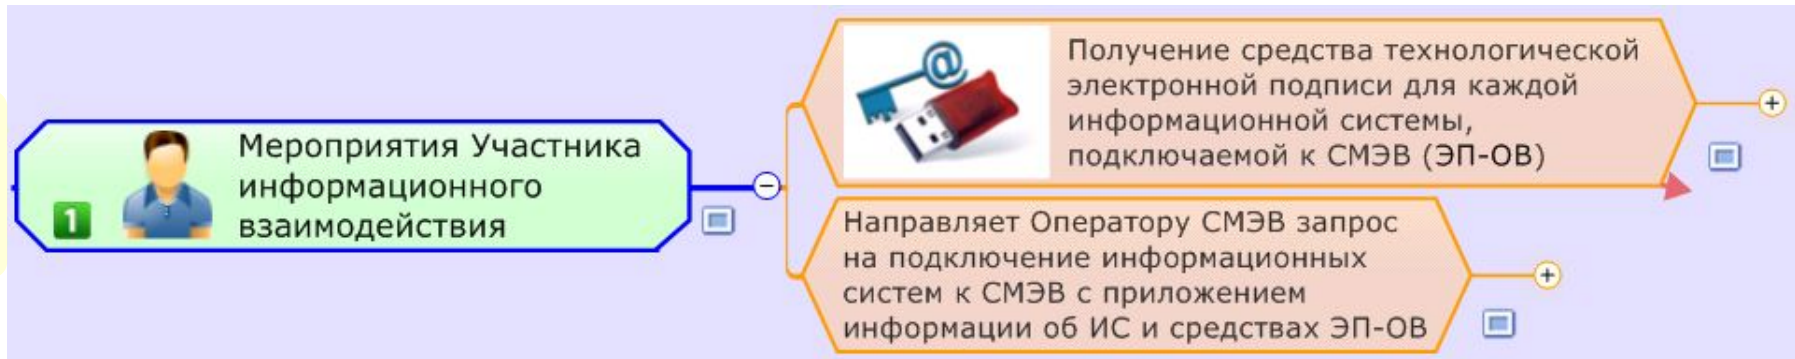 1
Мероприятия Участника
информационного
взаимодействия
@
Получение средства технологической
электронной подписи для каждой
информационной системы,
подключаемой к СМЭВ (ЭП-ОВ)
Направляет Оператору СМЭВ запрос
на подключение информационных
систем к СМЭВ с приложением
информации об ИС и средствах ЭП-ОВ